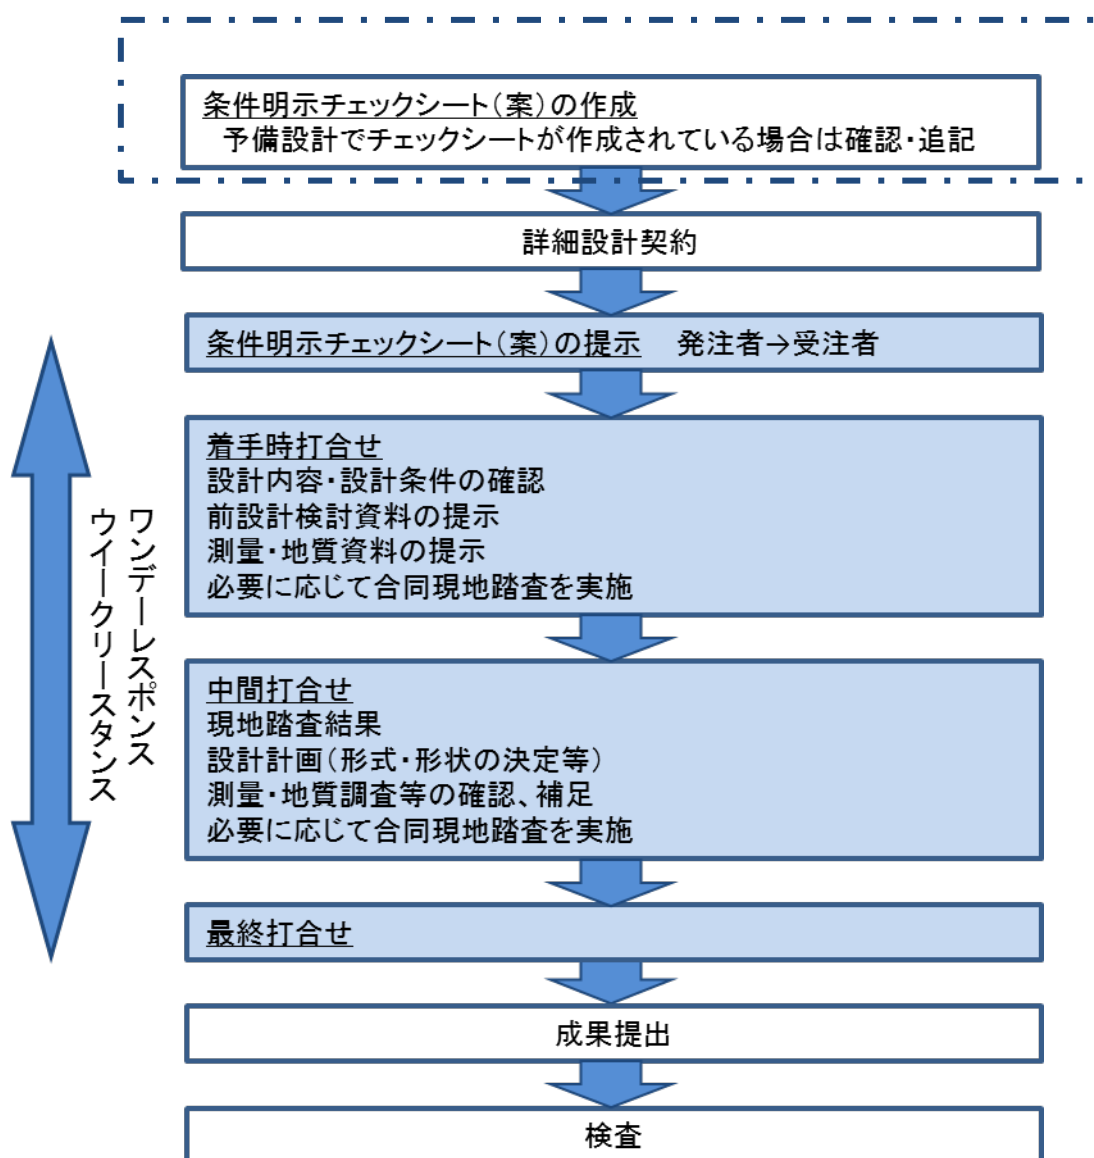 条件明示チェックシート（案）の作成
予備設計でチェックシートが作成されている場合は確認・追記
詳細設計契約
条件明示チェックシート（案）の提示　発注者→受注者
着手時打合せ
設計内容・設計条件の確認
前設計検討資料の提示
測量・地質資料の提示
必要に応じて合同現地踏査を実施
ワンデーレスポンス
ウイークリースタンス
中間打合せ
現地踏査結果
設計計画（形式・形状の決定等）
測量・地質調査等の確認、補足
必要に応じて合同現地踏査を実施
最終打合せ
成果提出
検査